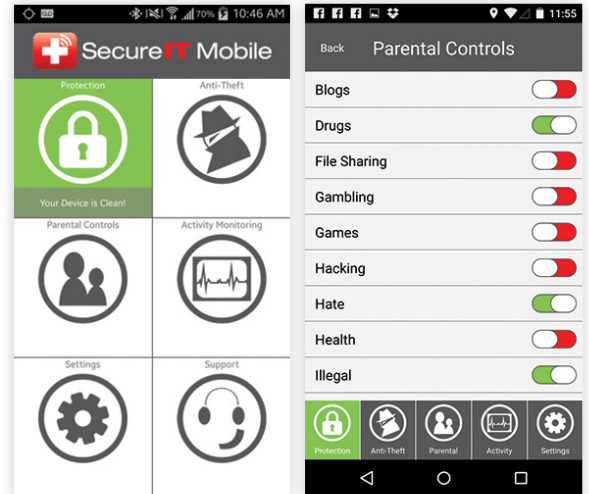 70% 10:46 AM
SecureIT Mobile
Protection
Anti-Theft
Your Device is Clean!
Parental Controls
Activity Monitoring
Settings
Support
11:55
Back
Parental Controls
Blogs
Drugs
File Sharing
Gambling
Games
Hacking
Hate
Health
Illegal
Protection
Anti-Theft
Parental
Activity
Settings